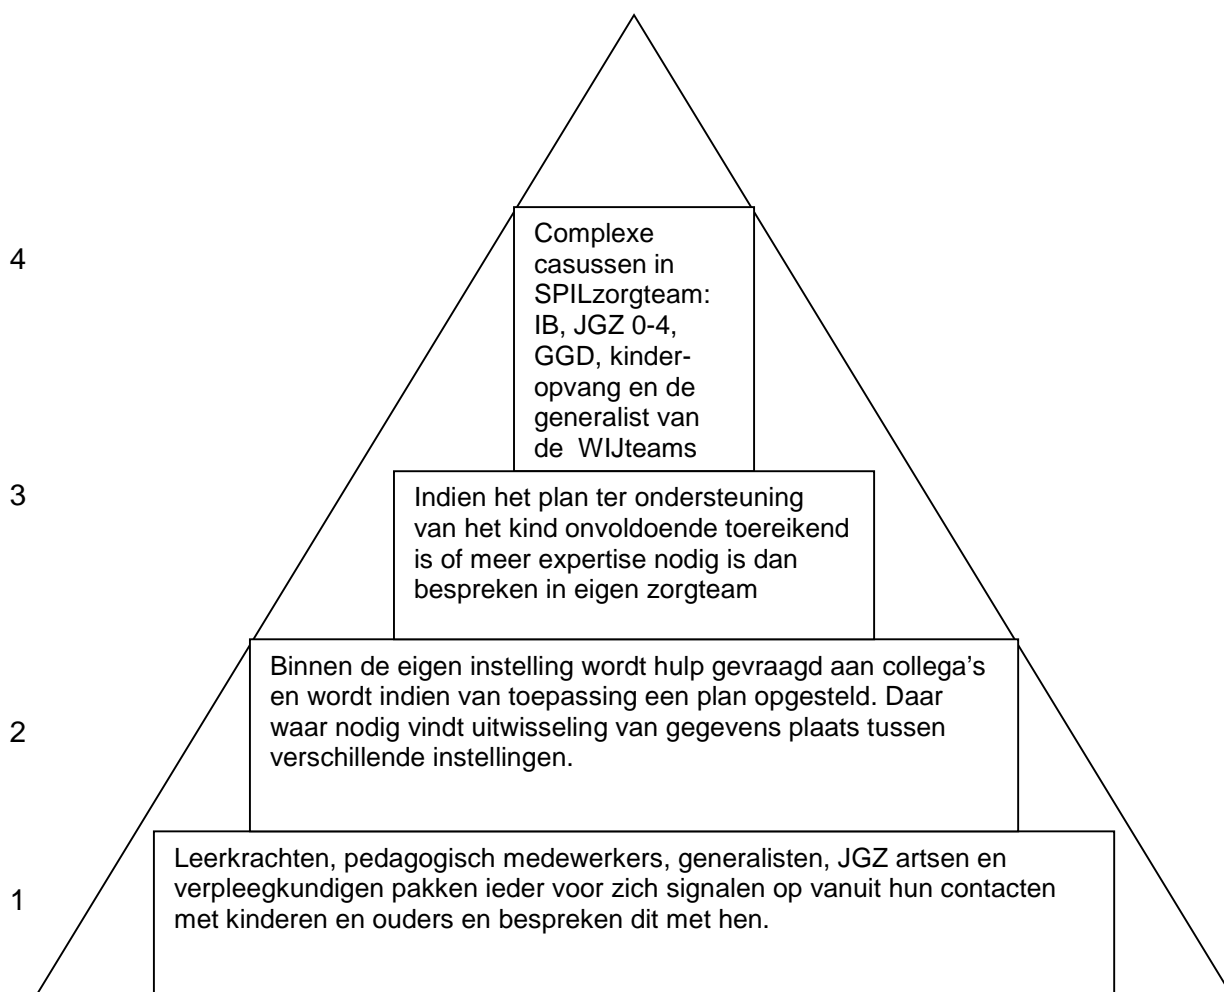 4
Complexe
casussen in
SPILzorgteam:
IB, JGZ 0-4,
GGD, kinder-
opvang en de
generalist van
de WIJteams
3
Indien het plan ter ondersteuning
van het kind onvoldoende toereikend
is of meer expertise nodig is dan
bespreken in eigen zorgteam
2
Binnen de eigen instelling wordt hulp gevraagd aan collega's
en wordt indien van toepassing een plan opgesteld. Daar
waar nodig vindt uitwisseling van gegevens plaats tussen
verschillende instellingen.
1
Leerkrachten, pedagogisch medewerkers, generalisten, JGZ artsen en
verpleegkundigen pakken ieder voor zich signalen op vanuit hun contacten
met kinderen en ouders en bespreken dit met hen.